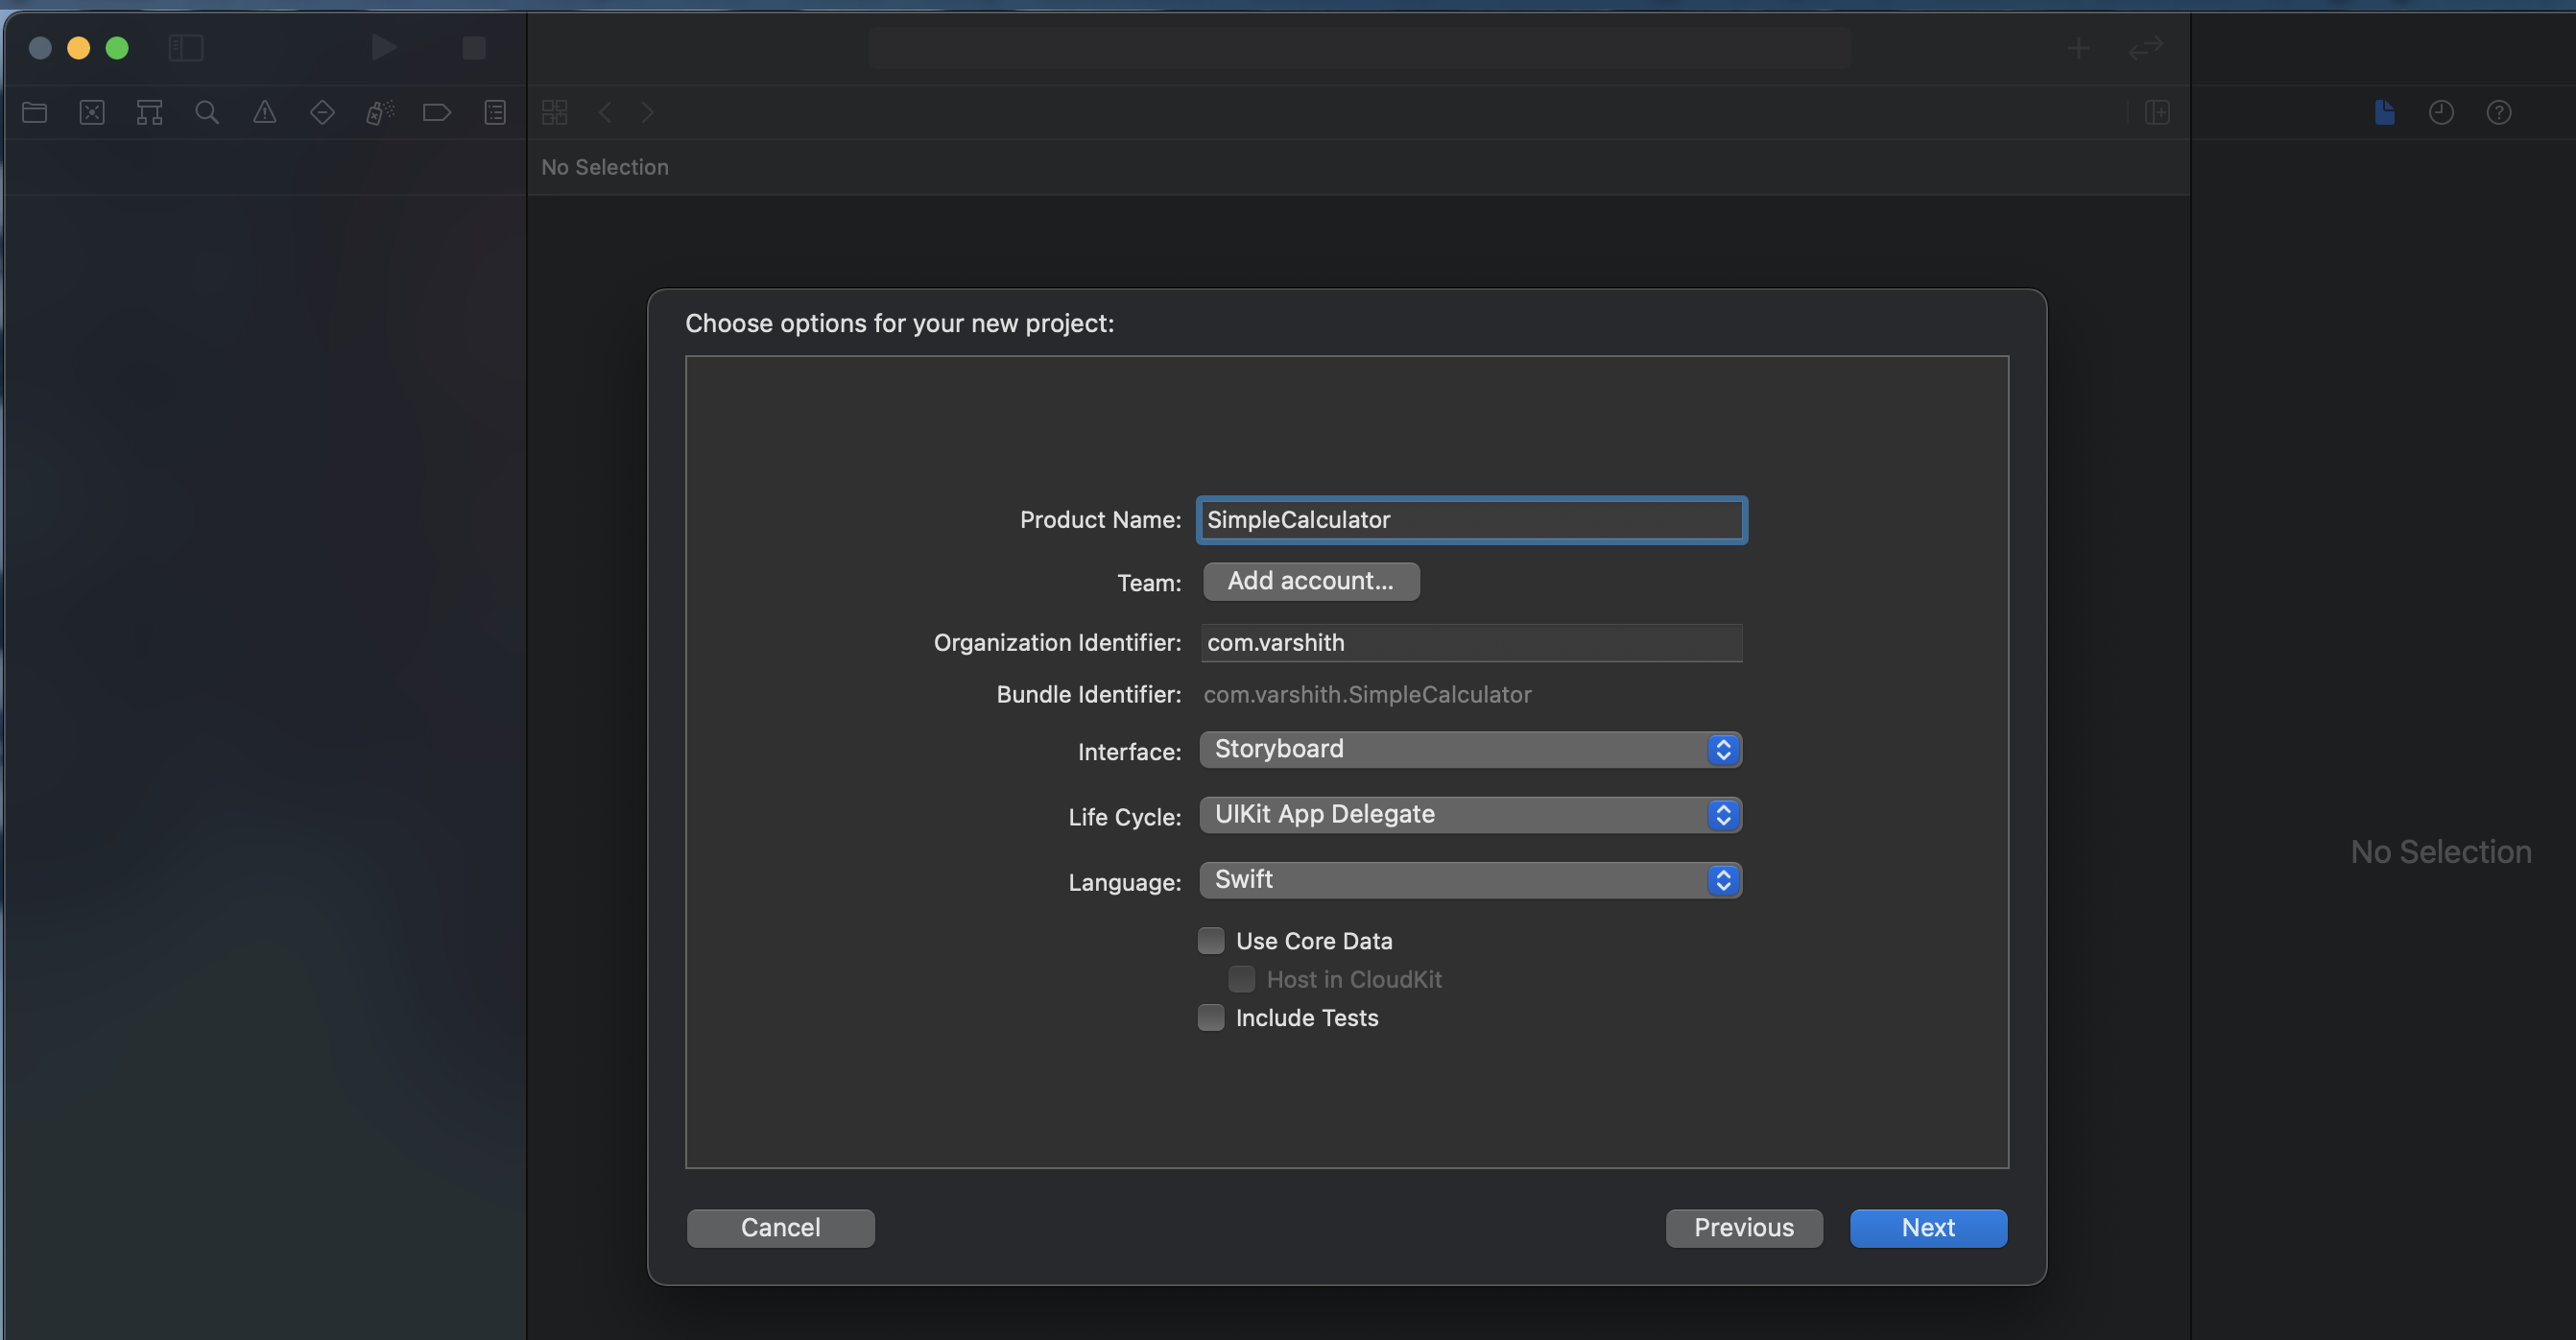 No Selection
Choose options for your new project:
Product Name: SimpleCalculator
Team: Add account...
Organization Identifier: com.varshith
Bundle Identifier: com.varshith.SimpleCalculator
Interface: Storyboard
Life Cycle: UIKit App Delegate
Language: Swift
Use Core Data
Host in CloudKit
Include Tests
Cancel Previous Next
No Selection